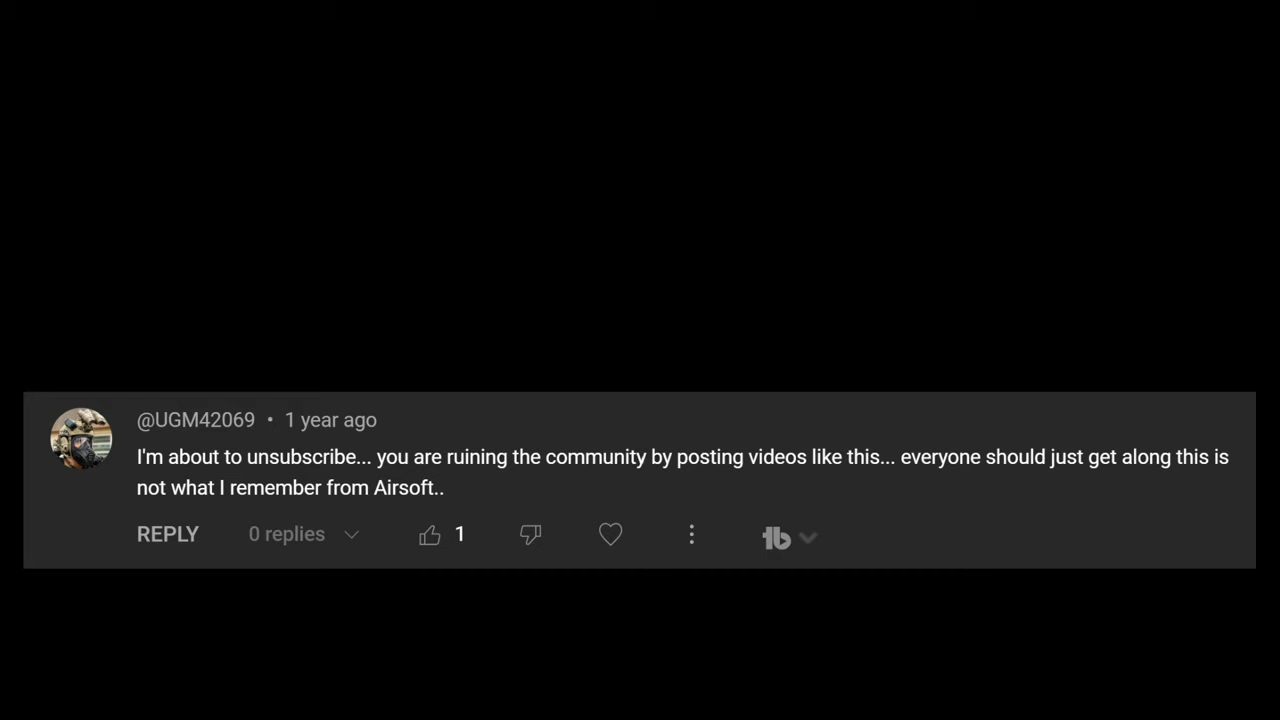 @UGM42069 • 1 year ago
I'm about to unsubscribe... you are ruining the community by posting videos like this... everyone should just get along this is
not what I remember from Airsoft..
REPLY 0 replies 1
tb